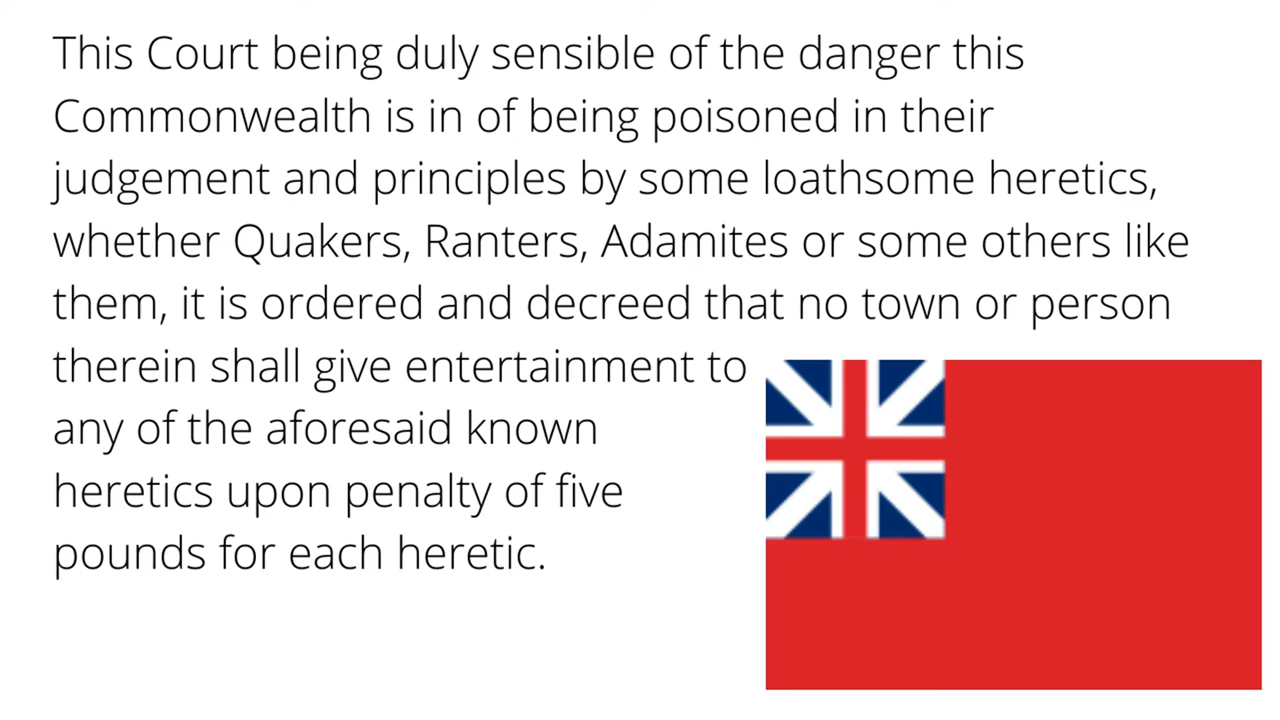 This Court being duly sensible of the danger this
Commonwealth is in of being poisoned in their
judgement and principles by some loathsome heretics,
whether Quakers, Ranters, Adamites or some others like
them, it is ordered and decreed that no town or person
therein shall give entertainment to
any of the aforesaid known
heretics upon penalty of five
pounds for each heretic.